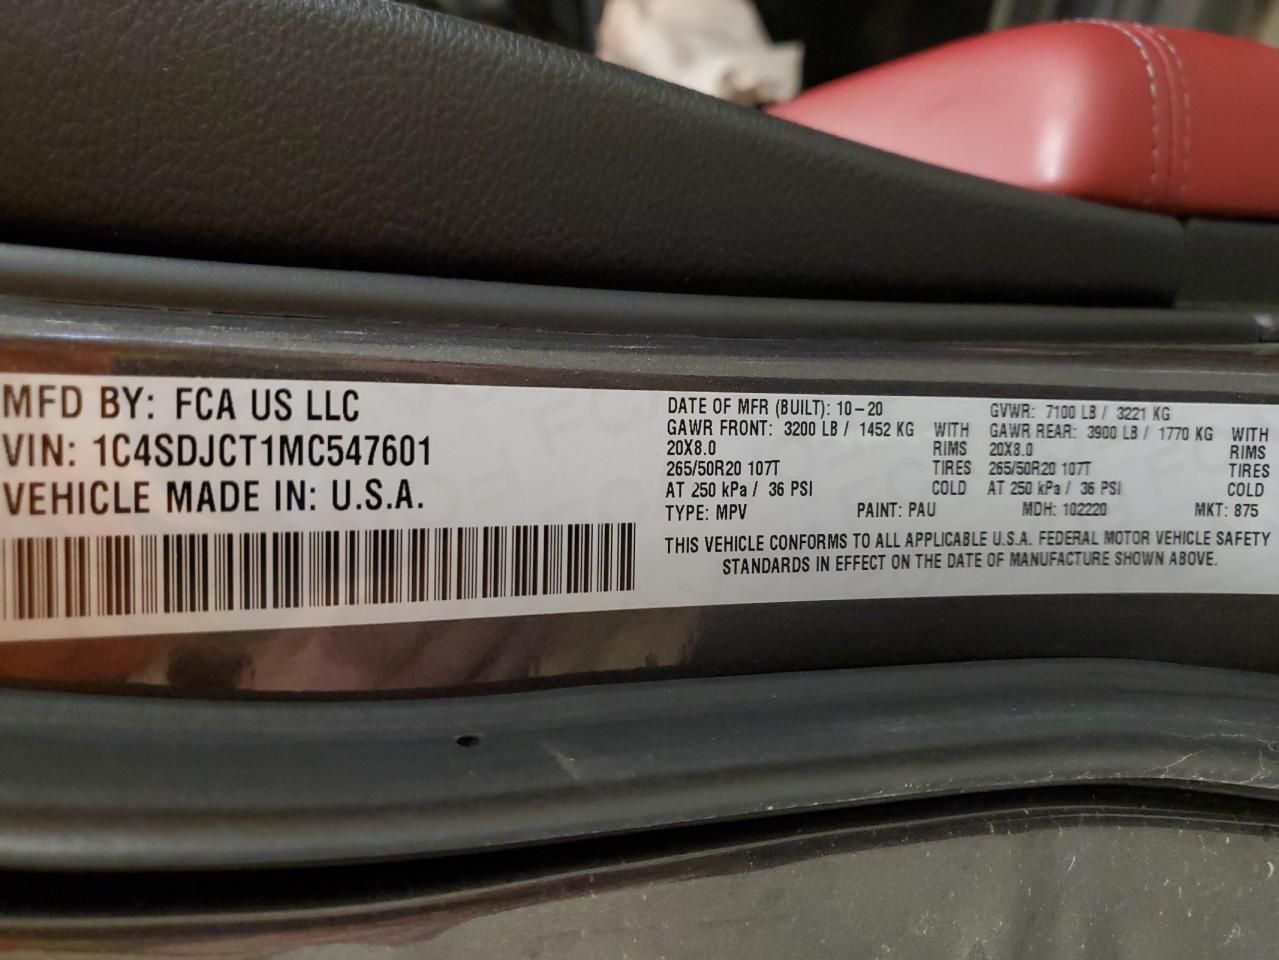 MFD BY: FCA US LLC
VIN: 1C4SDJCT1MC547601
VEHICLE MADE IN: U.S.A.
DATE OF MFR (BUILT): 10-20 GVWR: 7100 LB / 3221 KG
GAWR FRONT: 3200 LB / 1452 KG WITH GAWR REAR: 3900 LB / 1770 KG WITH
20X8.0 RIMS 20X8.0 RIMS
265/50R20 107T TIRES 265/50R20 107T TIRES
AT 250 kPa / 36 PSI COLD AT 250 kPa / 36 PSI COLD
TYPE: MPV PAINT: PAU MDH: 102220 MKT: 875
THIS VEHICLE CONFORMS TO ALL APPLICABLE U.S.A. FEDERAL MOTOR VEHICLE SAFETY
STANDARDS IN EFFECT ON THE DATE OF MANUFACTURE SHOWN ABOVE.